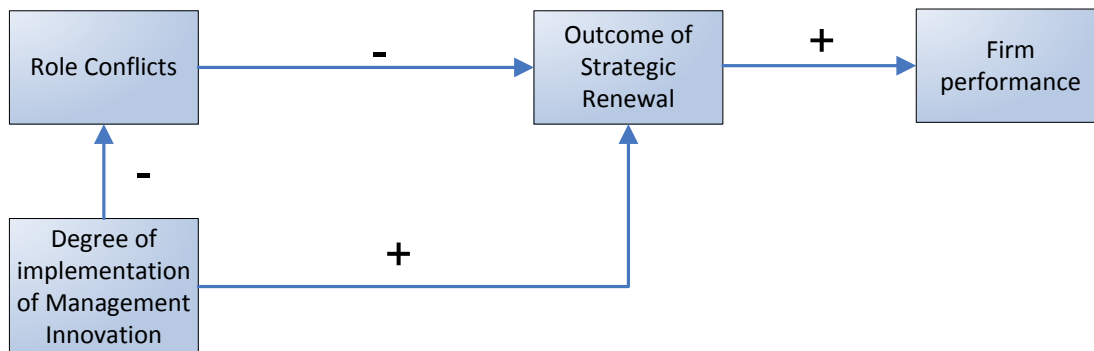 Role Conflicts
-
Outcome of
Strategic
Renewal
+
Firm
performance
-
Degree of
implementation
of Management
Innovation
+